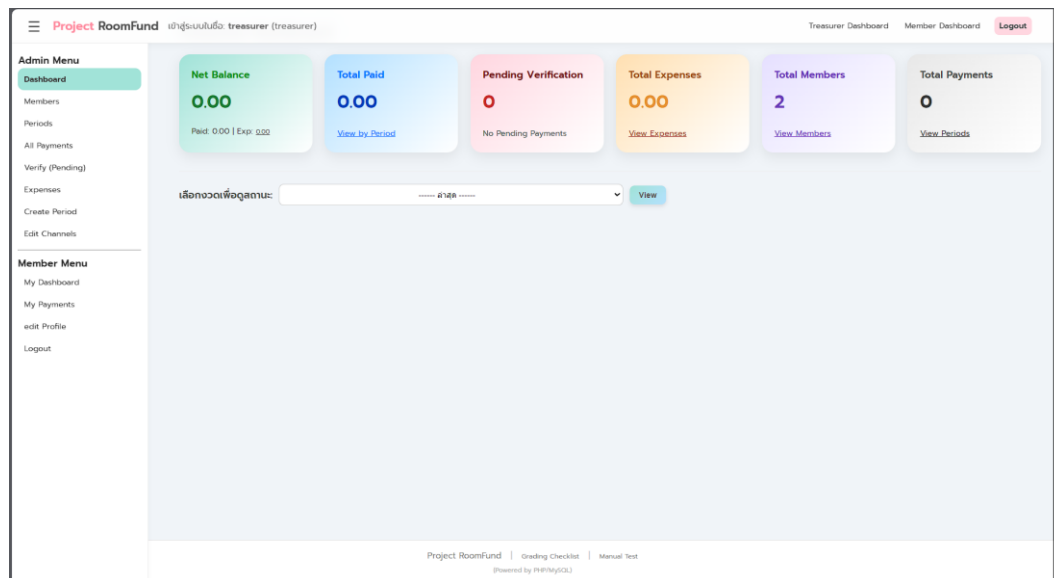 ☰ Project RoomFund เข้าสู่ระบบในชื่อ: treasurer (treasurer) Treasurer Dashboard Member Dashboard Logout
Admin Menu
Dashboard
Members
Periods
All Payments
Verify (Pending)
Expenses
Create Period
Edit Channels
Member Menu
My Dashboard
My Payments
edit Profile
Logout
Net Balance
0.00
Paid: 0.00 | Exp: 0.00
Total Paid
0.00
View by Period
Pending Verification
0
No Pending Payments
Total Expenses
0.00
View Expenses
Total Members
2
View Members
Total Payments
0
View Periods
เลือกงวดเพื่อดูสถานะ: ------ ล่าสุด ------ View
Project RoomFund | Grading Checklist | Manual Test
(Powered by PHP/MySQL)